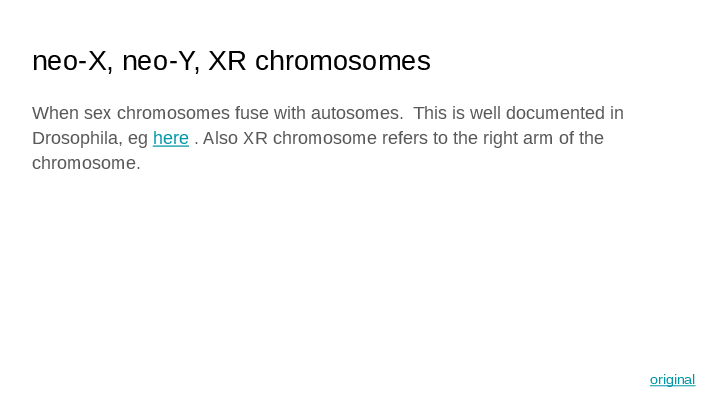 neo-X, neo-Y, XR chromosomes
When sex chromosomes fuse with autosomes.  This is well documented in
Drosophila, eg here . Also XR chromosome refers to the right arm of the
chromosome.
original